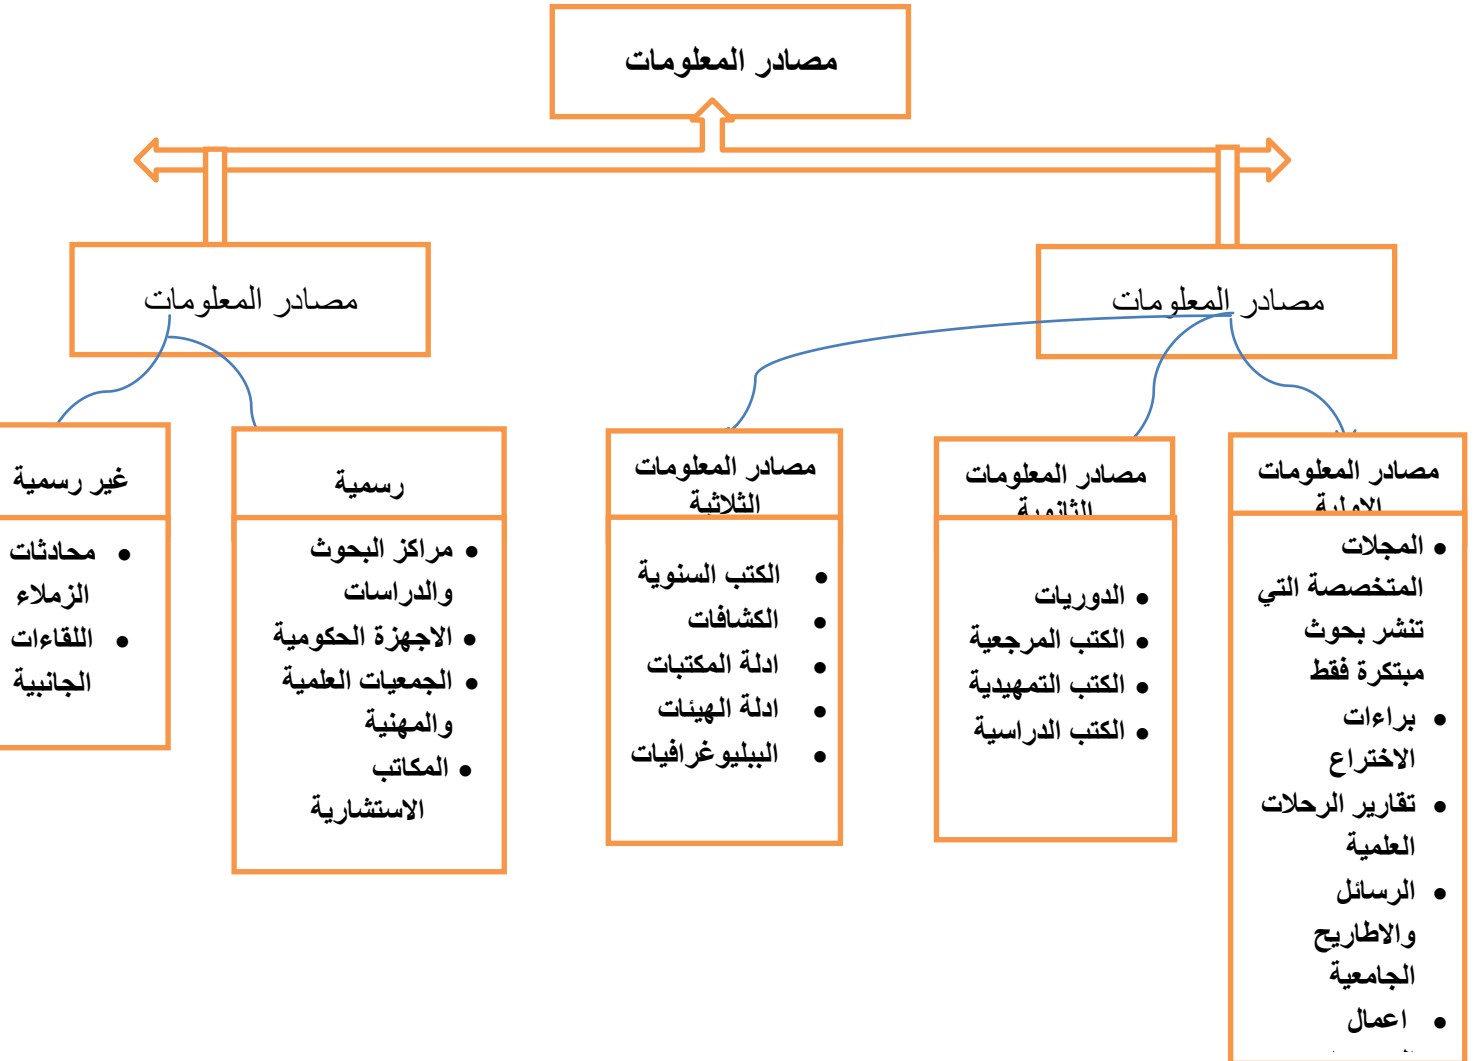 مصادر المعلومات
مصادر المعلومات
مصادر المعلومات
مصادر المعلومات
الاولية
• المجلات
المتخصصة التي
تنشر بحوث
مبتكرة فقط
• براءات
الاختراع
• تقارير الرحلات
العلمية
• الرسائل
والاطاريح
الجامعية
• اعمال
مصادر المعلومات
الثانوية
• الدوريات
• الكتب المرجعية
• الكتب التمهيدية
• الكتب الدراسية
مصادر المعلومات
الثلاثية
• الكتب السنوية
• الكشافات
• ادلة المكتبات
• ادلة الهيئات
• الببليوغرافيات
رسمية
• مراكز البحوث
والدراسات
• الاجهزة الحكومية
• الجمعيات العلمية
والمهنية
• المكاتب
الاستشارية
غير رسمية
• محادثات
الزملاء
• اللقاءات
الجانبية